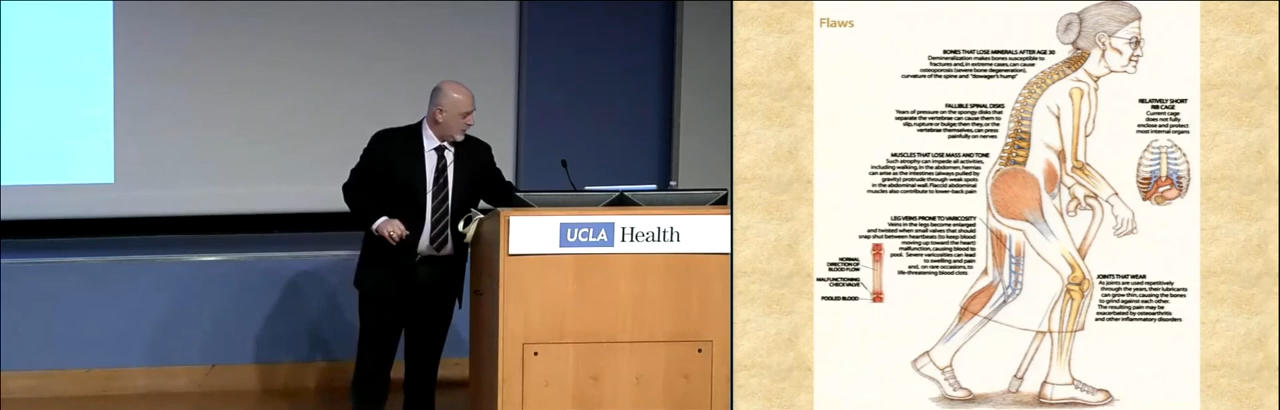 UCLA Health
Flaws
BONES THAT LOSE MINERALS AFTER AGE 30
Demineralization makes bones susceptible to
fractures and, in extreme cases, can cause
osteoporosis (severe bone degeneration),
curvature of the spine and "dowager's hump"
FALLIBLE SPINAL DISKS
Years of pressure on the spongy disks that
separate the vertebrae can cause them to
slip, rupture or bulge; then they, or the
vertebrae themselves, can press
painfully on nerves
MUSCLES THAT LOSE MASS AND TONE
Such atrophy can impede all activities,
including walking. In the abdomen, hernias
can arise as the intestines (always pulled by
gravity) protrude through weak spots
in the abdominal wall. Flaccid abdominal
muscles also contribute to lower-back pain
LEG VEINS PRONE TO VARICOSITY
Veins in the legs become enlarged
and twisted when small valves that should
snap shut between heartbeats (to keep blood
moving up toward the heart)
malfunction, causing blood to
pool. Severe varicosities can lead
to swelling and pain
and, on rare occasions, to
life-threatening blood clots
NORMAL
DIRECTION OF
BLOOD FLOW
MALFUNCTIONING
CHECK VALVE
POOLED BLOOD
RELATIVELY SHORT
RIB CAGE
Current cage
does not fully
enclose and protect
most internal organs
JOINTS THAT WEAR
As joints are used repetitively
through the years, their lubricants
can grow thin, causing the bones
to grind against each other.
The resulting pain may be
exacerbated by osteoarthritis
and other inflammatory disorders